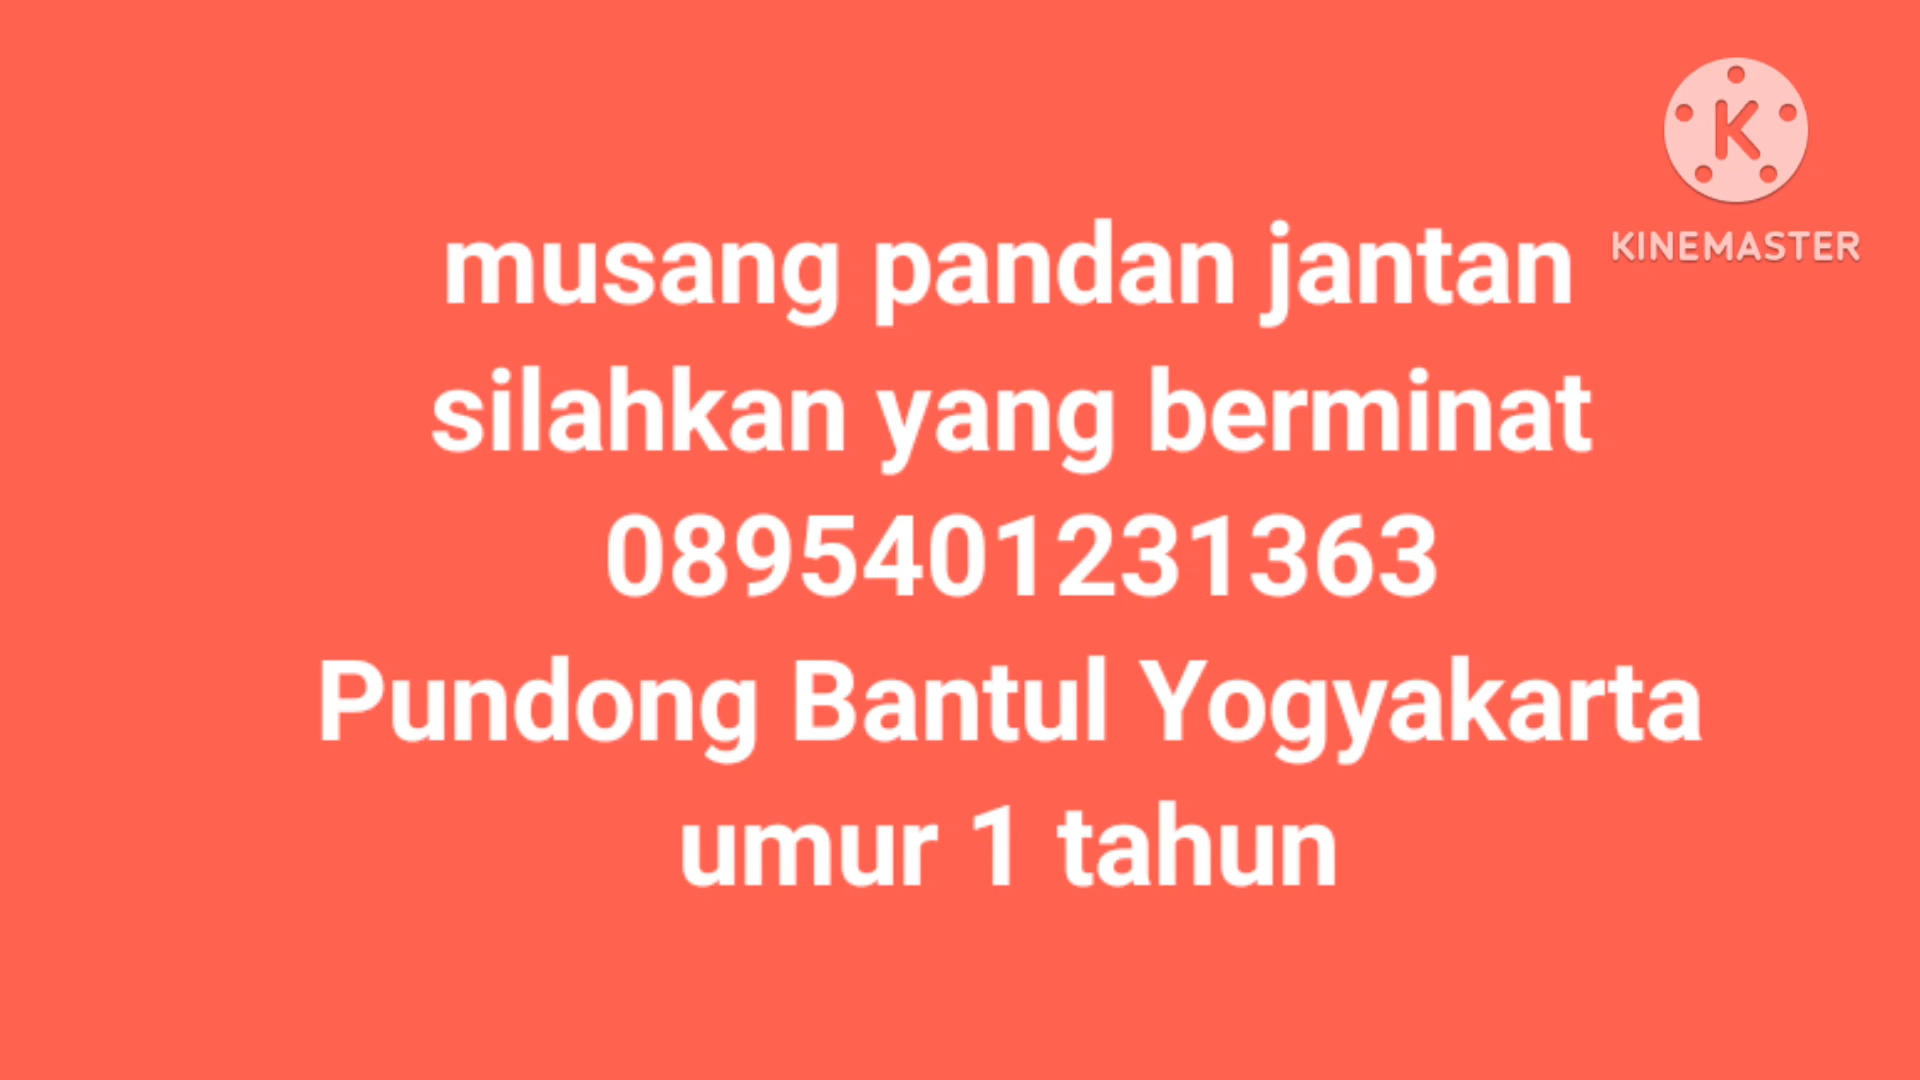 KINEMASTER
musang pandan jantan
silahkan yang berminat
0895401231363
Pundong Bantul Yogyakarta
umur 1 tahun